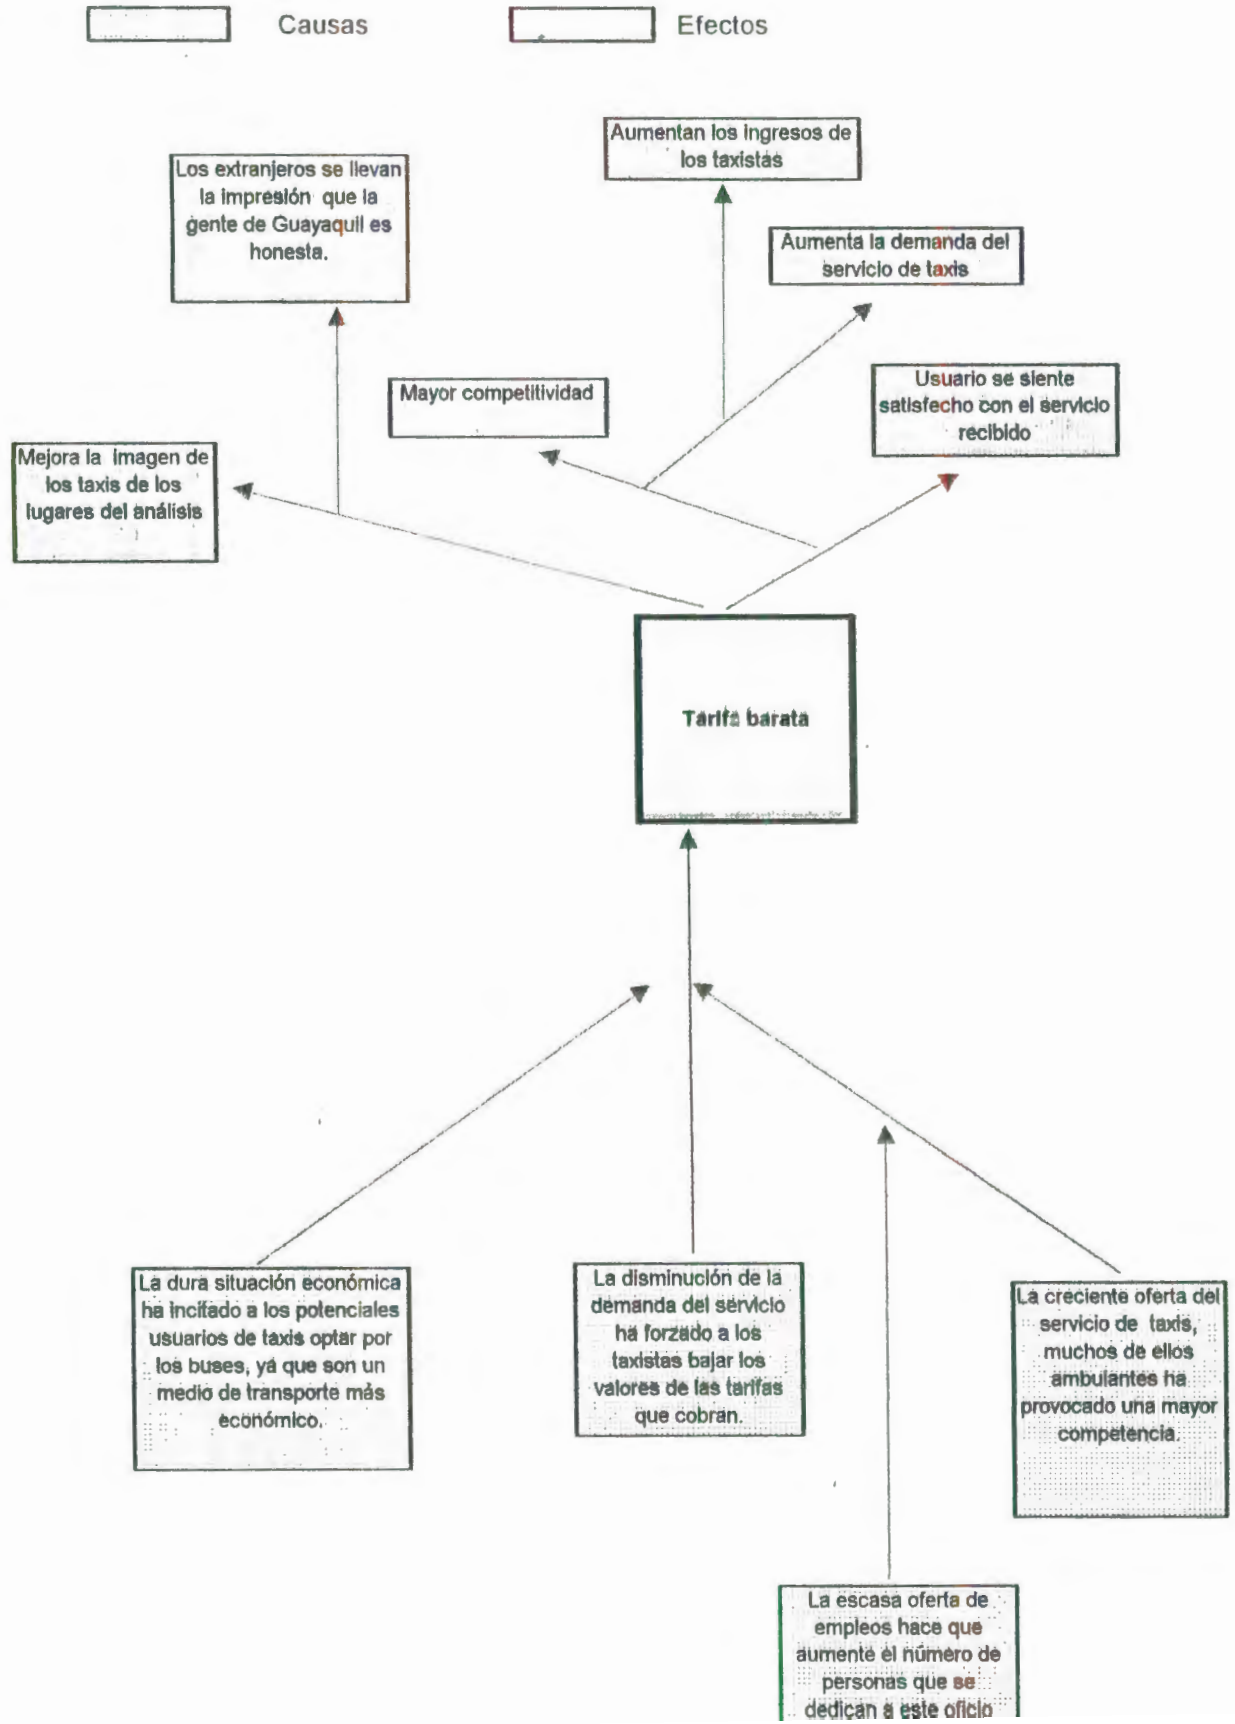 Causas
Efectos
Aumentan los ingresos de
los taxistas
Los extranjeros se llevan
la impresión que la
gente de Guayaquil es
honesta.
Aumenta la demanda del
servicio de taxis
Usuario se siente
satisfecho con el servicio
recibido
Mayor competitividad
Mejora la imagen de
los taxis de los
lugares del análisis
Tarifa barata
La dura situación económica
ha incitado a los potenciales
usuarios de taxis optar por
los buses, ya que son un
medio de transporte más
económico.
La disminución de la
demanda del servicio
ha forzado a los
taxistas bajar los
valores de las tarifas
que cobran.
La creciente oferta del
servicio de taxis,
muchos de ellos
ambulantes ha
provocado una mayor
competencia.
La escasa oferta de
empleos hace que
aumente el número de
personas que se
dedican a este oficio